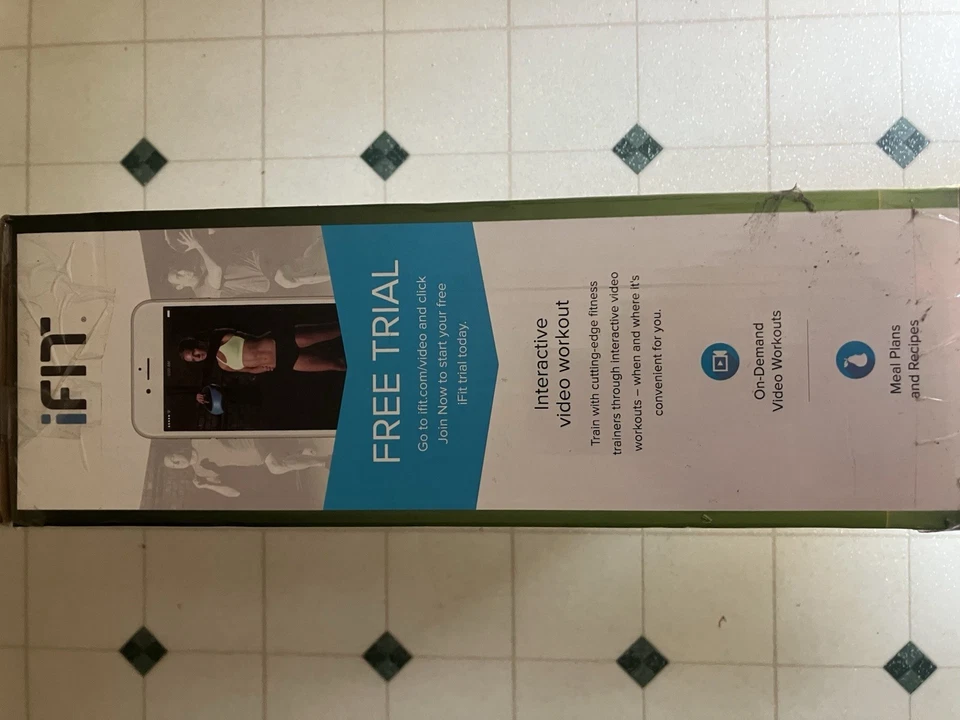 iFIT.
FREE TRIAL
Go to ifit.com/video and click
Join Now to start your free
iFit trial today.
Interactive
video workout
Train with cutting-edge fitness
trainers through interactive video
workouts – when and where it's
convenient for you.
On-Demand
Video Workouts
Meal Plans
and Recipes